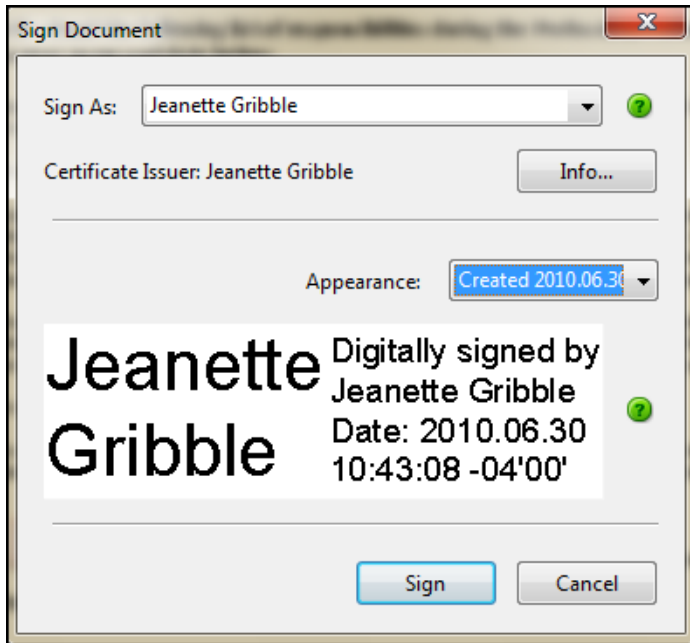 Sign Document
Sign As: Jeanette Gribble
Certificate Issuer: Jeanette Gribble
Info...
Appearance: Created 2010.06.30
Jeanette
Gribble
Digitally signed by
Jeanette Gribble
Date: 2010.06.30
10:43:08 -04'00'
Sign
Cancel